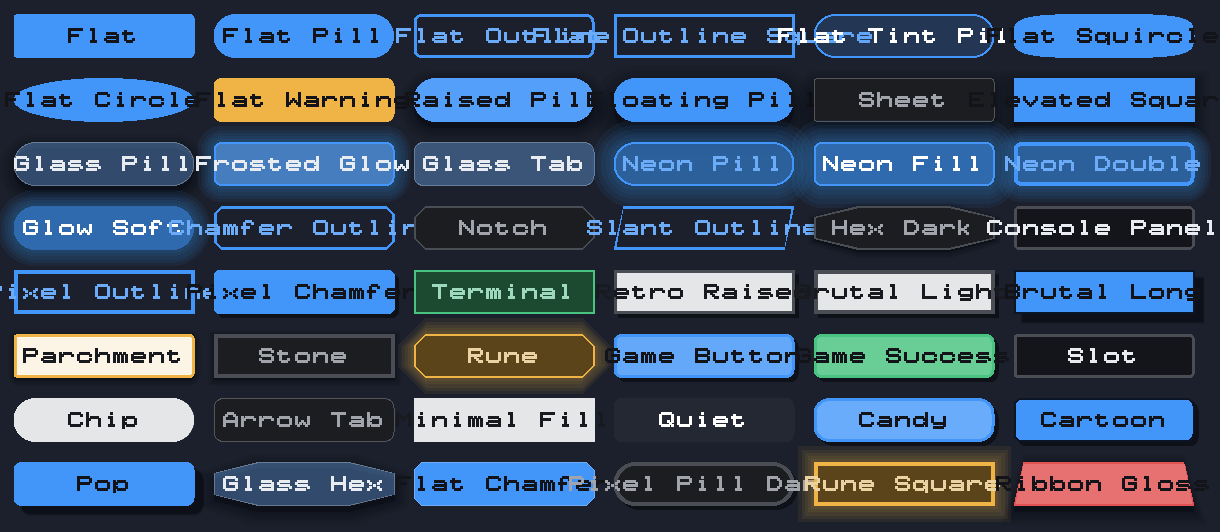 Flat
Flat Pill
Flat Outline
Flat Outline Square
Flat Tint Pill
Flat Squircle
Flat Circle
Flat Warning
Raised Pill
Floating Pill
Sheet
Elevated Square
Glass Pill
Frosted Glow
Glass Tab
Neon Pill
Neon Fill
Neon Double
Glow Soft
Chamfer Outline
Notch
Slant Outline
Hex Dark
Console Panel
Pixel Outline
Pixel Chamfer
Terminal
Retro Raised
Brutal Light
Brutal Long
Parchment
Stone
Rune
Game Button
Game Success
Slot
Chip
Arrow Tab
Minimal Fill
Quiet
Candy
Cartoon
Pop
Glass Hex
Flat Chamfer
Pixel Pill Dark
Rune Square
Ribbon Gloss